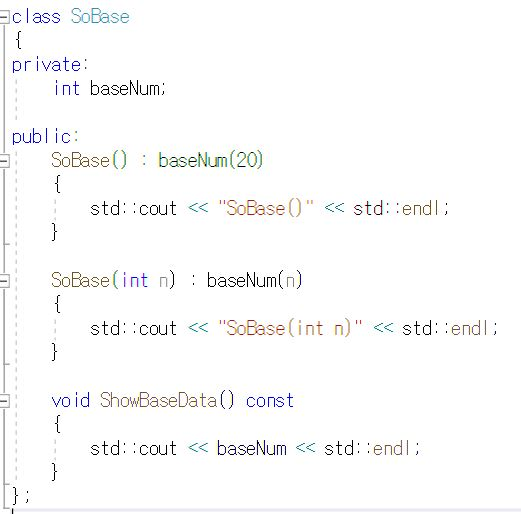 class SoBase
{
private:
    int baseNum;

public:
    SoBase() : baseNum(20)
    {
        std::cout << "SoBase()" << std::endl;
    }

    SoBase(int n) : baseNum(n)
    {
        std::cout << "SoBase(int n)" << std::endl;
    }

    void ShowBaseData() const
    {
        std::cout << baseNum << std::endl;
    }
};